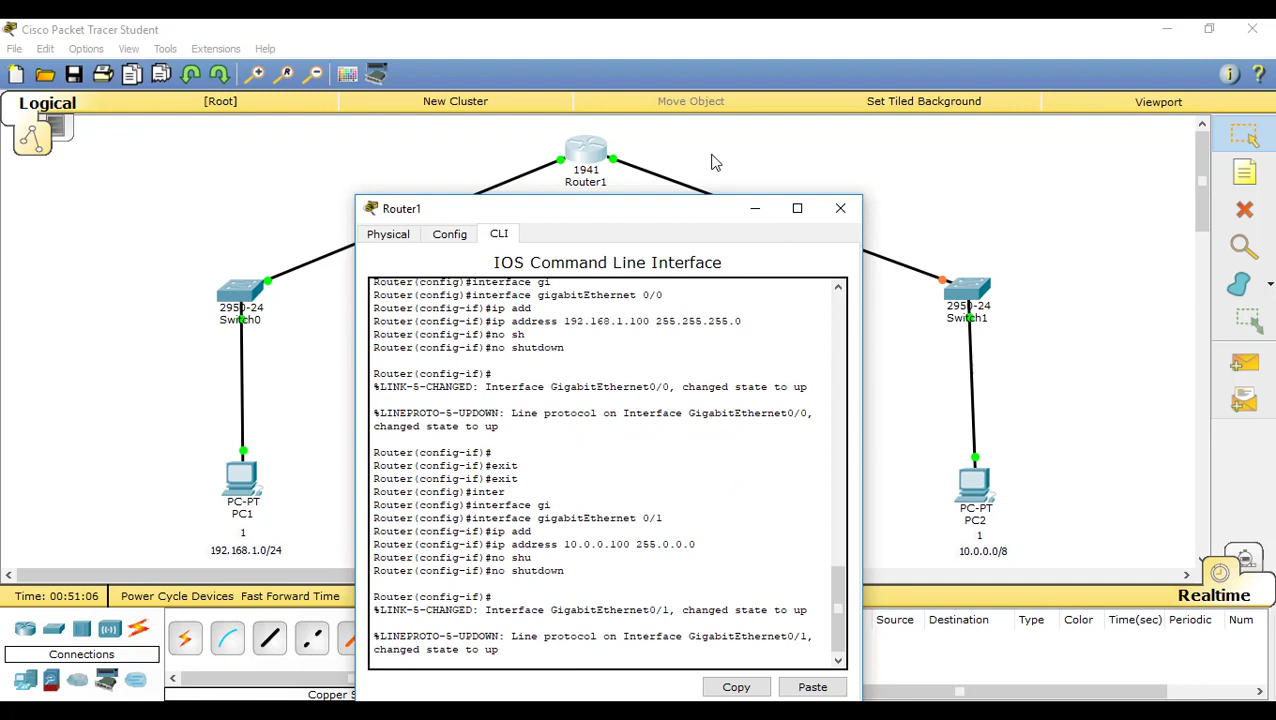 Cisco Packet Tracer Student
File Edit Options View Tools Extensions Help
Logical [Root] New Cluster Move Object Set Tiled Background Viewport
1941
Router1
Router1
Physical Config CLI
IOS Command Line Interface
Router(config)#interface gi
Router(config)#interface gigabitEthernet 0/0
Router(config-if)#ip add
Router(config-if)#ip address 192.168.1.100 255.255.255.0
Router(config-if)#no sh
Router(config-if)#no shutdown
Router(config-if)#
%LINK-5-CHANGED: Interface GigabitEthernet0/0, changed state to up
%LINEPROTO-5-UPDOWN: Line protocol on Interface GigabitEthernet0/0,
changed state to up
Router(config-if)#
Router(config-if)#exit
Router(config-if)#exit
Router(config)#inter
Router(config)#interface gi
Router(config)#interface gigabitEthernet 0/1
Router(config-if)#ip add
Router(config-if)#ip address 10.0.0.100 255.0.0.0
Router(config-if)#no shu
Router(config-if)#no shutdown
Router(config-if)#
%LINK-5-CHANGED: Interface GigabitEthernet0/1, changed state to up
%LINEPROTO-5-UPDOWN: Line protocol on Interface GigabitEthernet0/1,
changed state to up
Copy Paste
2950-24
Switch0
PC-PT
PC1
1
192.168.1.0/24
2950-24
Switch1
PC-PT
PC2
1
10.0.0.0/8
Time: 00:51:06 Power Cycle Devices Fast Forward Time Realtime
Connections
Copper S
Source Destination Type Color Time(sec) Periodic Num